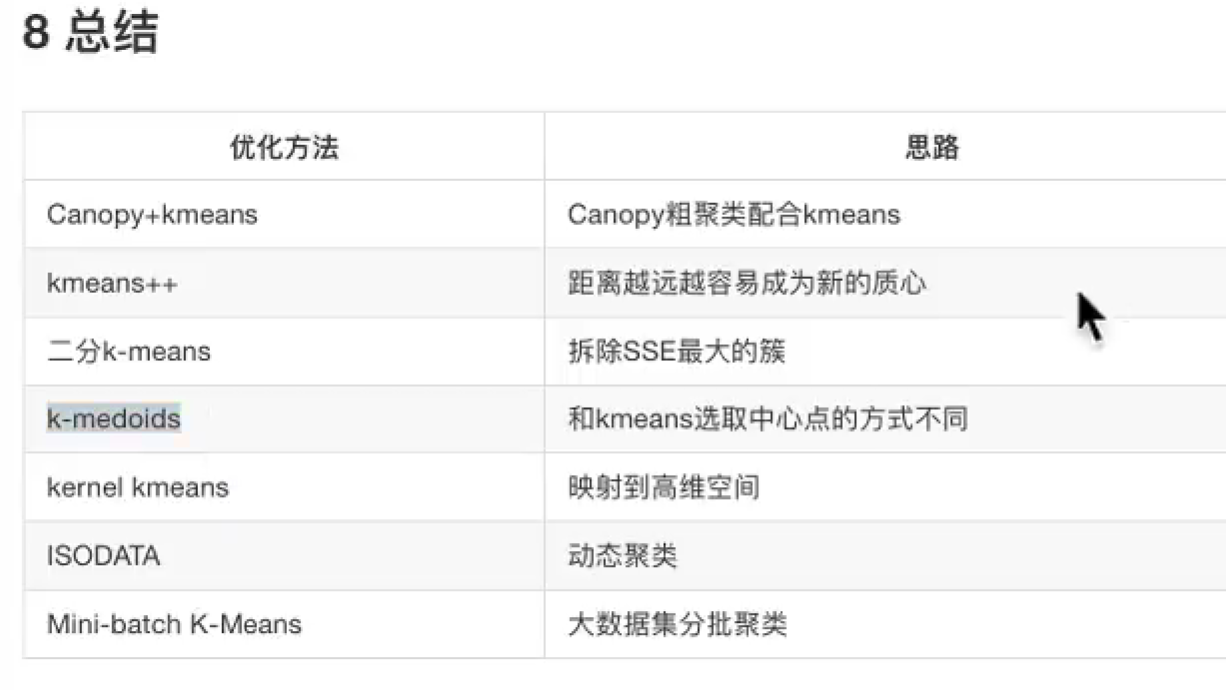 8 总结
优化方法 思路
Canopy+kmeans Canopy粗聚类配合kmeans
kmeans++ 距离越远越容易成为新的质心
二分k-means 拆除SSE最大的簇
k-medoids 和kmeans选取中心点的方式不同
kernel kmeans 映射到高维空间
ISODATA 动态聚类
Mini-batch K-Means 大数据集分批聚类